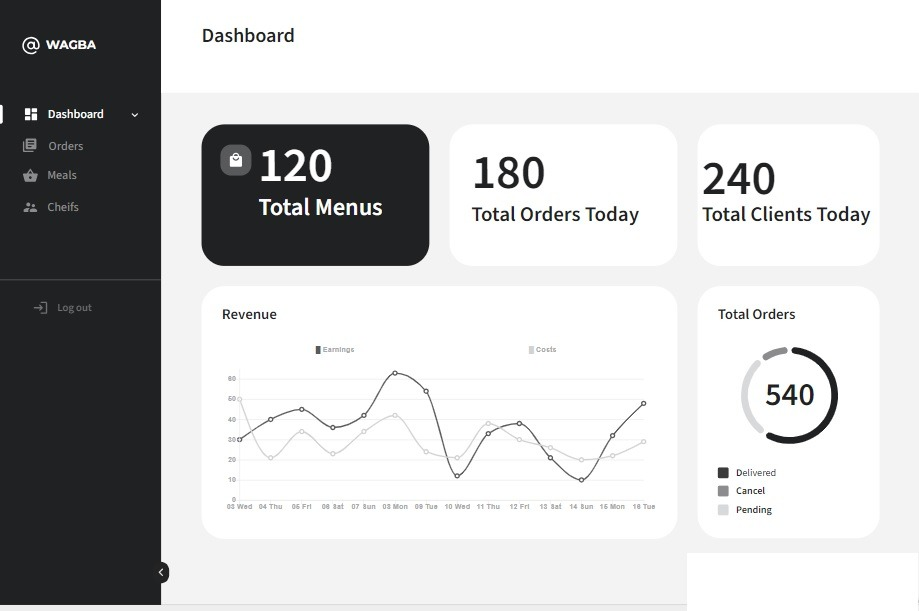 @ WAGBA
Dashboard
Orders
Meals
Cheifs
Log out
Dashboard
120
Total Menus
180
Total Orders Today
240
Total Clients Today
Revenue
Earnings
Costs
60
50
40
30
20
10
0
03 Wed 04 Thu 05 Fri 06 Sat 07 Sun 08 Mon 09 Tue 10 Wed 11 Thu 12 Fri 13 Sat 14 Sun 15 Mon 16 Tue
Total Orders
540
Delivered
Cancel
Pending